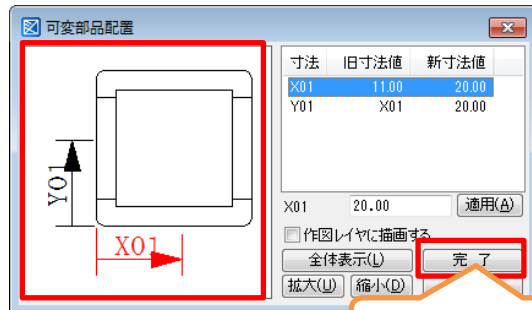 可変部品配置
寸法 旧寸法値 新寸法値
X01 11.00 20.00
Y01 X01 20.00
Y01
X01
X01 20.00 適用(A)
作図レイヤに描画する
全体表示(L) 完 了
拡大(U) 縮小(D)